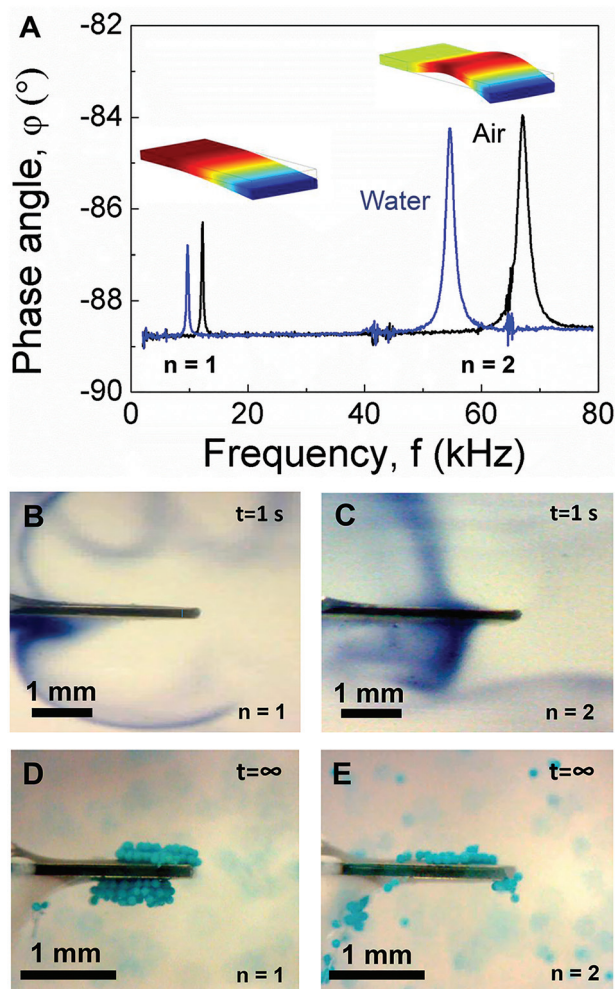 A
-82
-84
-86
-88
-90
Phase angle, φ (°)
Water
Air
n = 1
n = 2
0
20
40
60
80
Frequency, f (kHz)
B
t=1 s
1 mm
n = 1
C
t=1 s
1 mm
n = 2
D
t=∞
1 mm
n = 1
E
t=∞
1 mm
n = 2